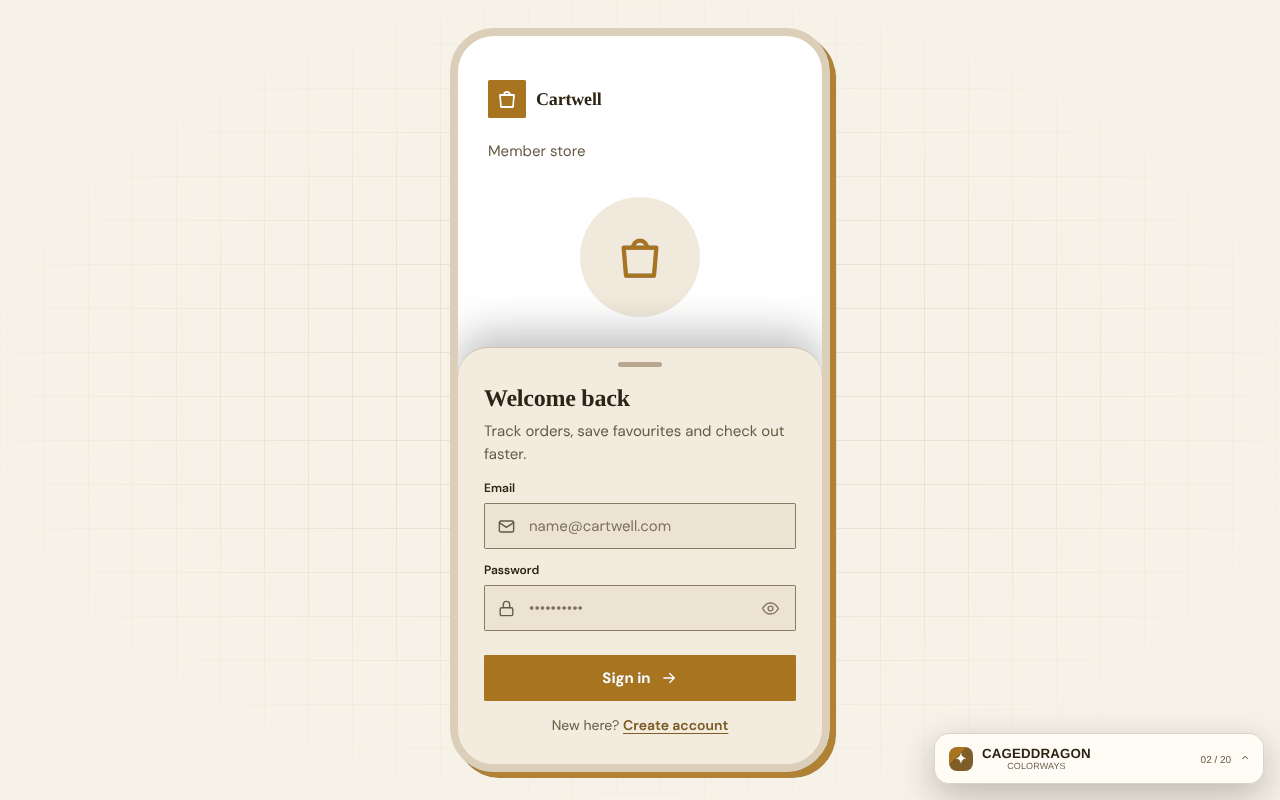 Cartwell
Member store
Welcome back
Track orders, save favourites and check out
faster.
Email
name@cartwell.com
Password
••••••••••
Sign in →
New here? Create account
CAGEDDRAGON
COLORWAYS
02 / 20